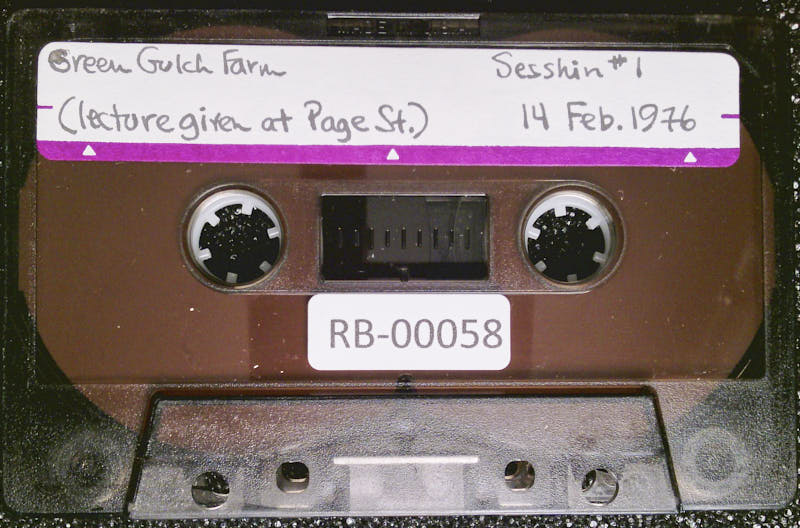 Green Gulch Farm Sesshin #1
(lecture given at Page St.) 14 Feb. 1976
RB-00058